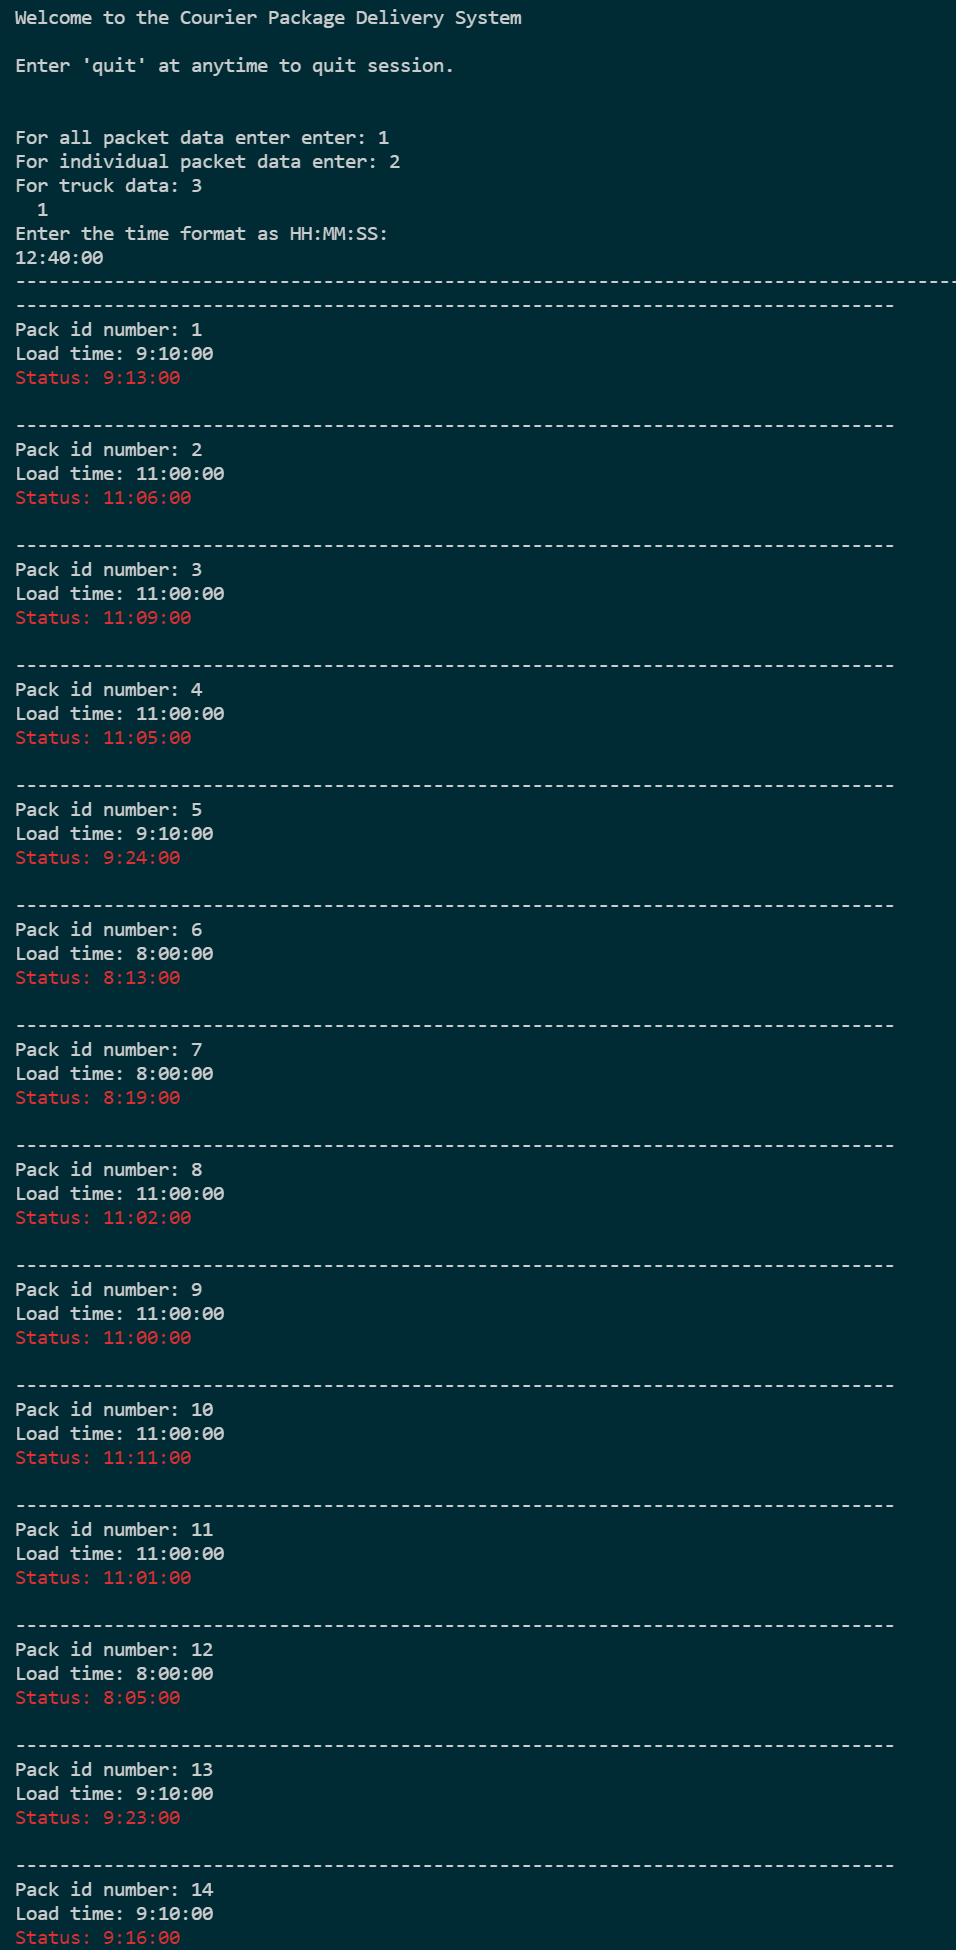 Welcome to the Courier Package Delivery System
Enter 'quit' at anytime to quit session.
For all packet data enter enter: 1
For individual packet data enter: 2
For truck data: 3
1
Enter the time format as HH:MM:SS:
12:40:00
--------------------------------------------------------------------------------------
--------------------------------------------------------------------------------
Pack id number: 1
Load time: 9:10:00
Status: 9:13:00
--------------------------------------------------------------------------------
Pack id number: 2
Load time: 11:00:00
Status: 11:06:00
--------------------------------------------------------------------------------
Pack id number: 3
Load time: 11:00:00
Status: 11:09:00
--------------------------------------------------------------------------------
Pack id number: 4
Load time: 11:00:00
Status: 11:05:00
--------------------------------------------------------------------------------
Pack id number: 5
Load time: 9:10:00
Status: 9:24:00
--------------------------------------------------------------------------------
Pack id number: 6
Load time: 8:00:00
Status: 8:13:00
--------------------------------------------------------------------------------
Pack id number: 7
Load time: 8:00:00
Status: 8:19:00
--------------------------------------------------------------------------------
Pack id number: 8
Load time: 11:00:00
Status: 11:02:00
--------------------------------------------------------------------------------
Pack id number: 9
Load time: 11:00:00
Status: 11:00:00
--------------------------------------------------------------------------------
Pack id number: 10
Load time: 11:00:00
Status: 11:11:00
--------------------------------------------------------------------------------
Pack id number: 11
Load time: 11:00:00
Status: 11:01:00
--------------------------------------------------------------------------------
Pack id number: 12
Load time: 8:00:00
Status: 8:05:00
--------------------------------------------------------------------------------
Pack id number: 13
Load time: 9:10:00
Status: 9:23:00
--------------------------------------------------------------------------------
Pack id number: 14
Load time: 9:10:00
Status: 9:16:00